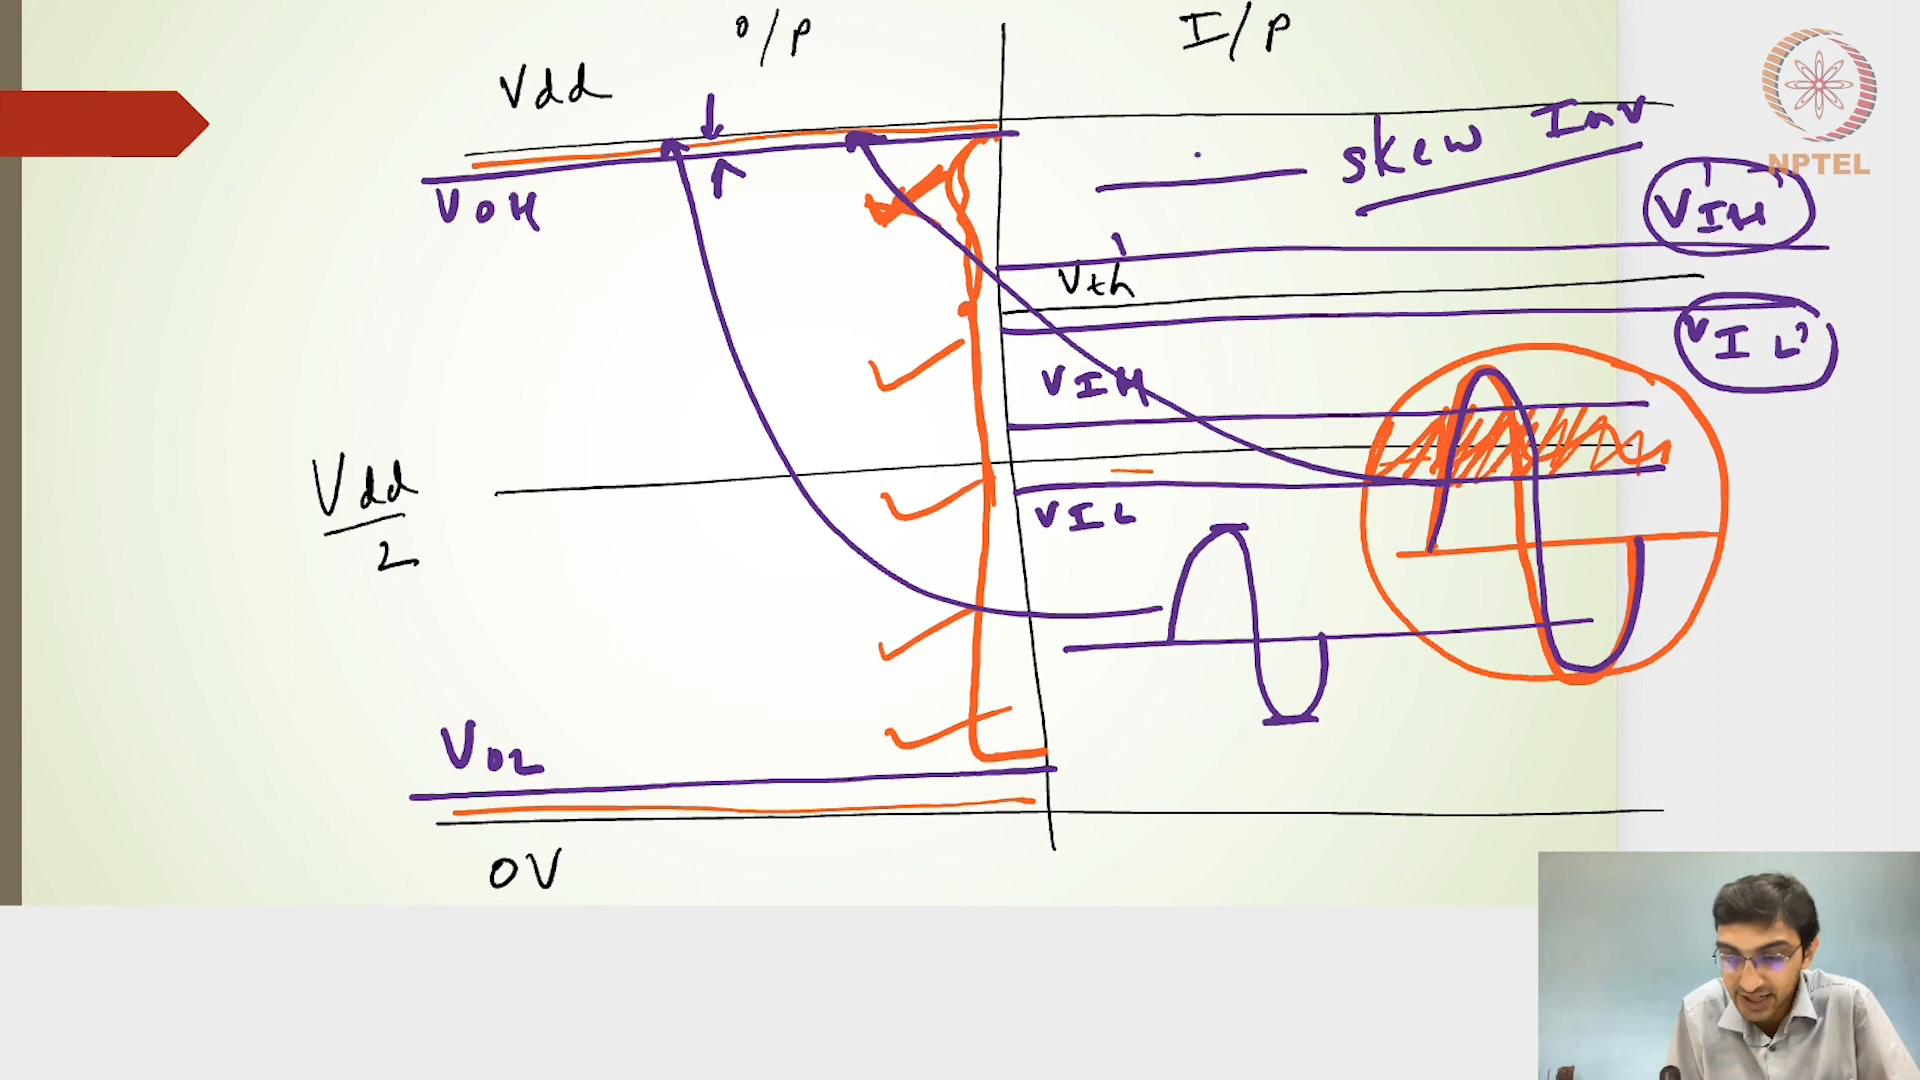 O/P
I/P
Vdd
Skew Inv
NPTEL
VOH
VIH'
Vth
VIL'
VIH
Vdd
2
VIL
VOL
0V